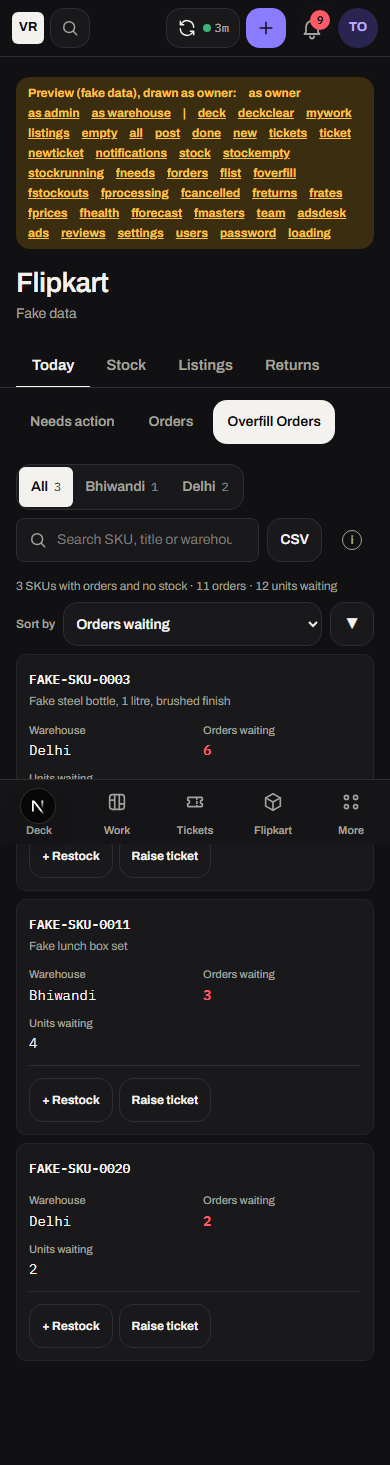 VR
3m
9
TO
Preview (fake data), drawn as owner: as owner
as admin as warehouse | deck deckclear mywork
listings empty all post done new tickets ticket
newticket notifications stock stockempty
stockrunning fneeds forders flist foverfill
fstockouts fprocessing fcancelled freturns frates
fprices fhealth fforecast fmasters team adsdesk
ads reviews settings users password loading
Flipkart
Fake data
Today Stock Listings Returns
Needs action Orders Overfill Orders
All 3 Bhiwandi 1 Delhi 2
Search SKU, title or warehou CSV i
3 SKUs with orders and no stock · 11 orders · 12 units waiting
Sort by Orders waiting ▼
FAKE-SKU-0003
Fake steel bottle, 1 litre, brushed finish
Warehouse Orders waiting
Delhi 6
Units waiting
N
Deck Work Tickets Flipkart More
+ Restock Raise ticket
FAKE-SKU-0011
Fake lunch box set
Warehouse Orders waiting
Bhiwandi 3
Units waiting
4
+ Restock Raise ticket
FAKE-SKU-0020
Warehouse Orders waiting
Delhi 2
Units waiting
2
+ Restock Raise ticket